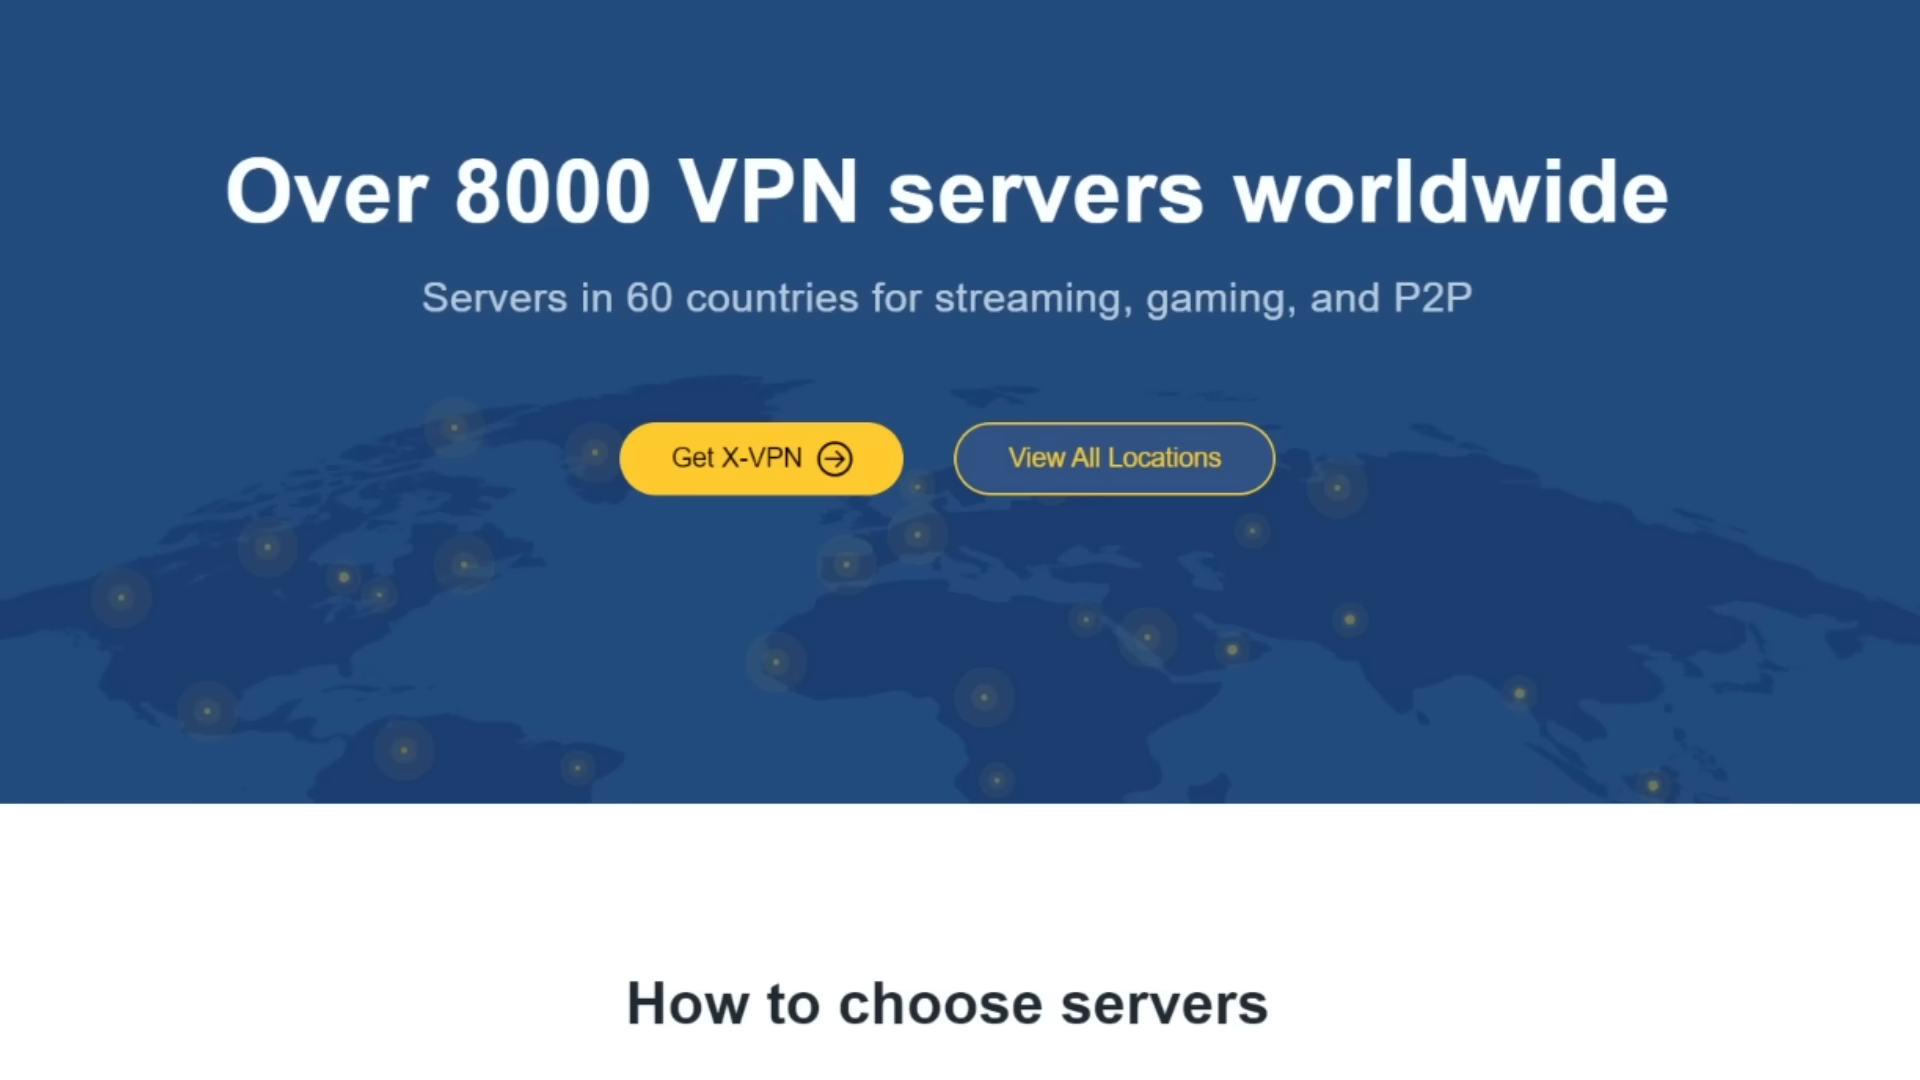 Over 8000 VPN servers worldwide
Servers in 60 countries for streaming, gaming, and P2P
Get X-VPN
View All Locations
How to choose servers